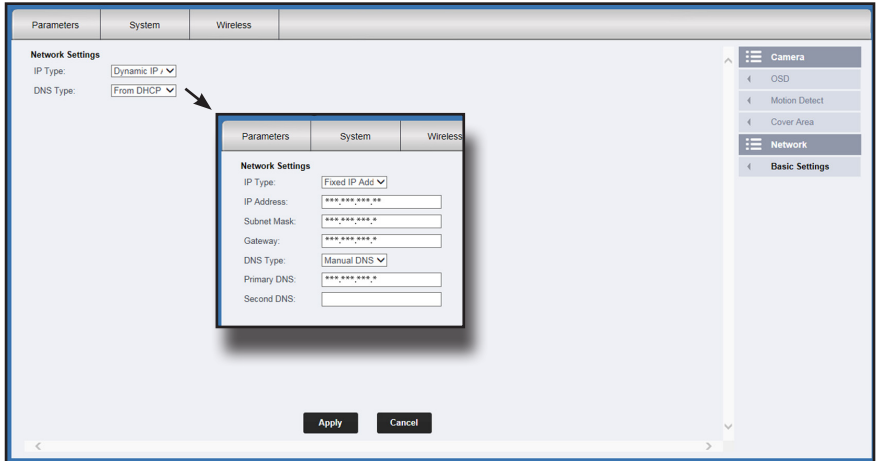 Parameters System Wireless
Network Settings
IP Type: Dynamic IP /
DNS Type: From DHCP
Parameters System Wireless
Network Settings
IP Type: Fixed IP Add
IP Address: ***.***.***.**
Subnet Mask: ***.***.***.*
Gateway: ***.***.***.*
DNS Type: Manual DNS
Primary DNS: ***.***.***.*
Second DNS:
Apply Cancel
Camera
OSD
Motion Detect
Cover Area
Network
Basic Settings